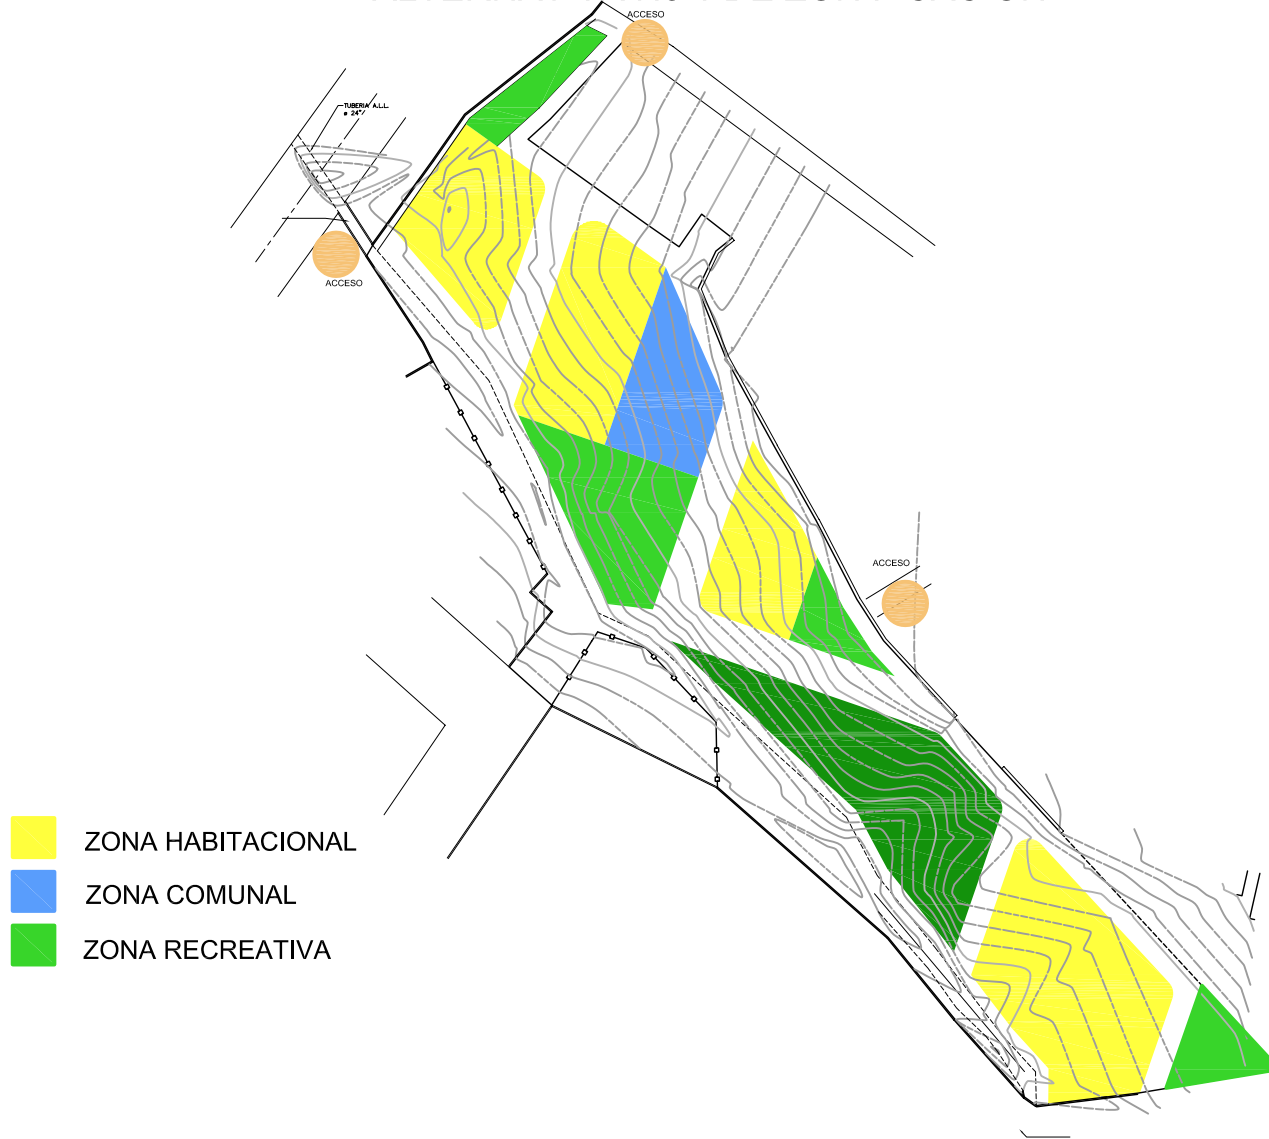 ACCESO
TUBERIA A.L.L.
ø 24"
ACCESO
ACCESO
ZONA HABITACIONAL
ZONA COMUNAL
ZONA RECREATIVA